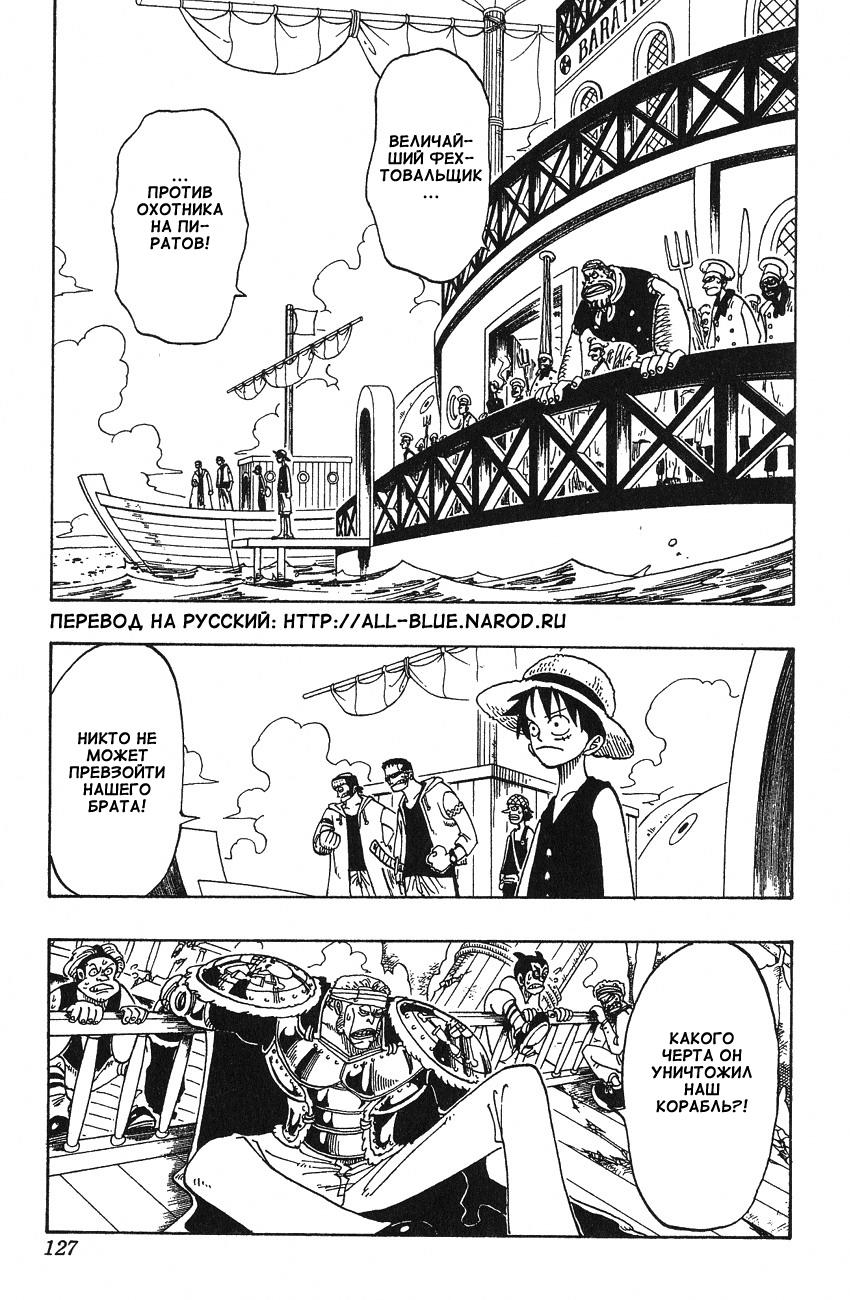 BARATIE
ВЕЛИЧАЙ-
ШИЙ ФЕХ-
ТОВАЛЬЩИК
...
...
ПРОТИВ
ОХОТНИКА
НА ПИ-
РАТОВ!
ПЕРЕВОД НА РУССКИЙ: HTTP://ALL-BLUE.NAROD.RU
НИКТО НЕ
МОЖЕТ
ПРЕВЗОЙТИ
НАШЕГО
БРАТА!
КАКОГО
ЧЕРТА ОН
УНИЧТОЖИЛ
НАШ
КОРАБЛЬ?!
127